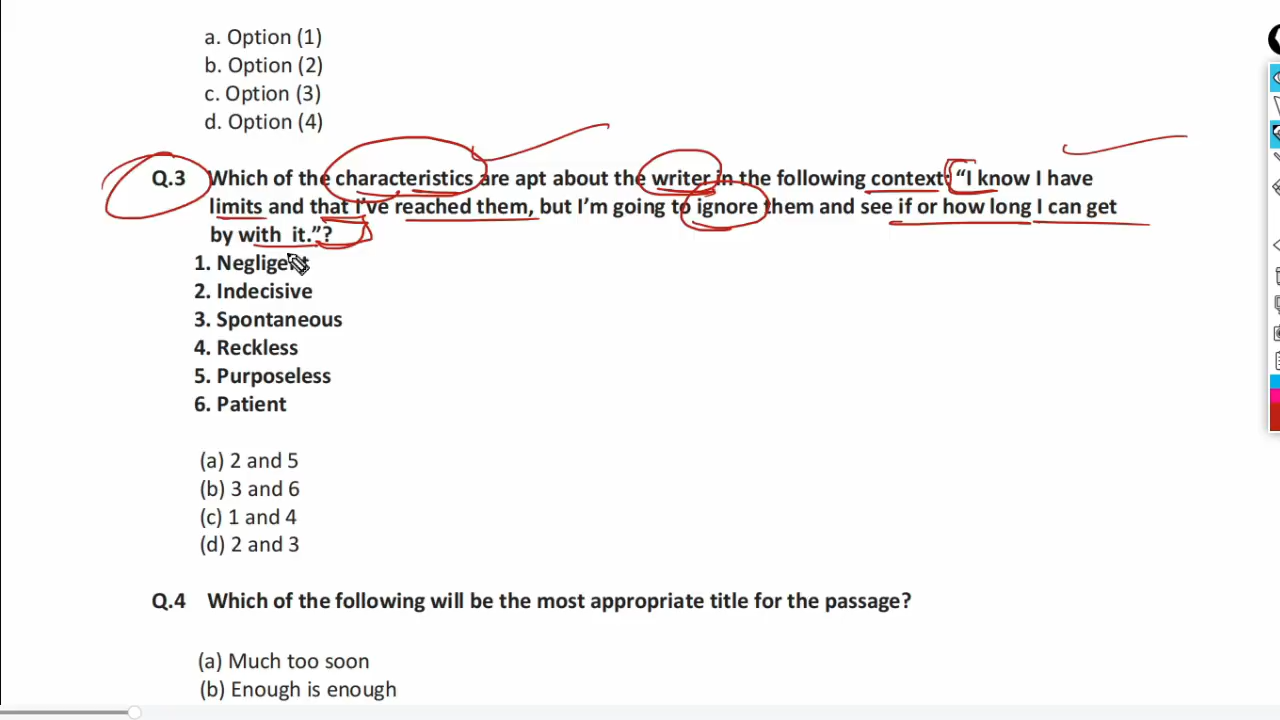 a. Option (1)
b. Option (2)
c. Option (3)
d. Option (4)
Q.3 Which of the characteristics are apt about the writer in the following context: “I know I have
limits and that I’ve reached them, but I’m going to ignore them and see if or how long I can get
by with it.”?
1. Negligent
2. Indecisive
3. Spontaneous
4. Reckless
5. Purposeless
6. Patient
(a) 2 and 5
(b) 3 and 6
(c) 1 and 4
(d) 2 and 3
Q.4 Which of the following will be the most appropriate title for the passage?
(a) Much too soon
(b) Enough is enough